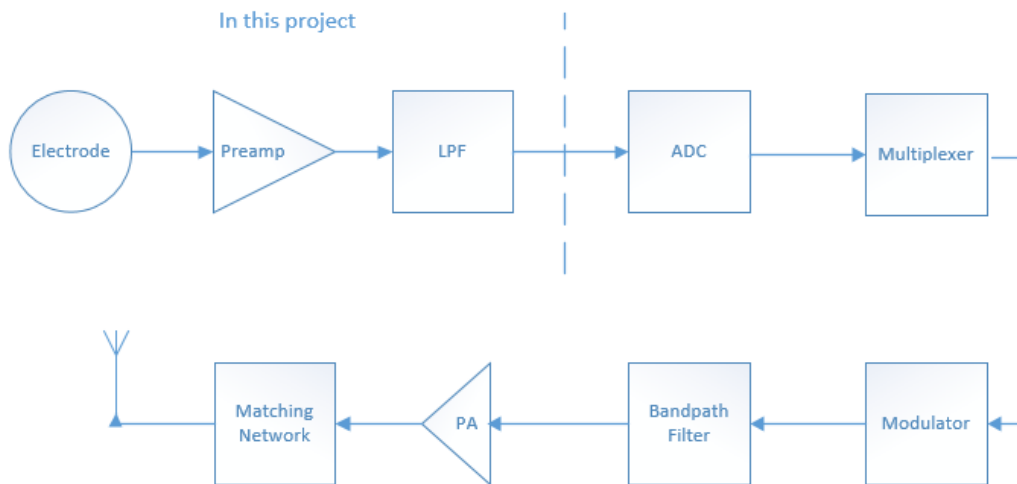 In this project
Electrode
Preamp
LPF
ADC
Multiplexer
Matching
Network
PA
Bandpath
Filter
Modulator